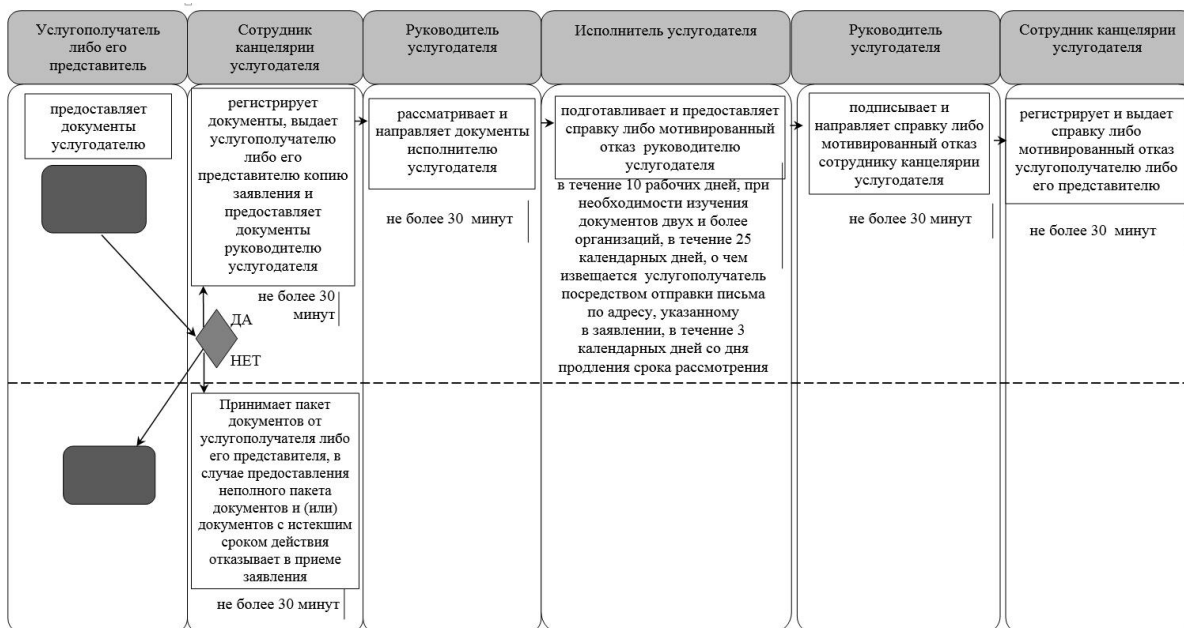 Услугополучатель
либо его
представитель
Сотрудник
канцелярии
услугодателя
Руководитель
услугодателя
Исполнитель услугодателя
Руководитель
услугодателя
Сотрудник канцелярии
услугодателя
предоставляет
документы
услугодателю
регистрирует
документы, выдает
услугополучателю
либо его
представителю копию
заявления и
предоставляет
документы
руководителю
услугодателя
не более 30
минут
ДА
НЕТ
Принимает пакет
документов от
услугополучателя либо
его представителя, в
случае предоставления
неполного пакета
документов и (или)
документов с истекшим
сроком действия
отказывает в приеме
заявления
не более 30 минут
рассматривает и
направляет документы
исполнителю
услугодателя
не более 30 минут
подготавливает и предоставляет
справку либо мотивированный
отказ руководителю
услугодателя
в течение 10 рабочих дней, при
необходимости изучения
документов двух и более
организаций, в течение 25
календарных дней, о чем
извещается услугополучатель
посредством отправки письма
по адресу, указанному
в заявлении, в течение 3
календарных дней со дня
продления срока рассмотрения
подписывает и
направляет справку либо
мотивированный отказ
сотруднику канцелярии
услугодателя
не более 30 минут
регистрирует и выдает
справку либо
мотивированный отказ
услугополучателю либо
его представителю
не более 30 минут